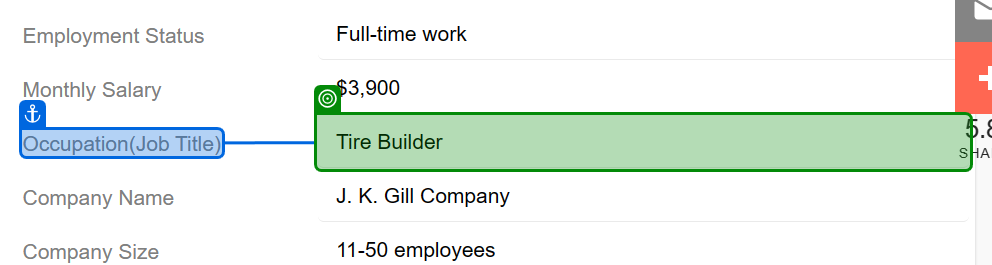 Employment Status Full-time work
Monthly Salary $3,900
Occupation(Job Title) Tire Builder
Company Name J. K. Gill Company
Company Size 11-50 employees